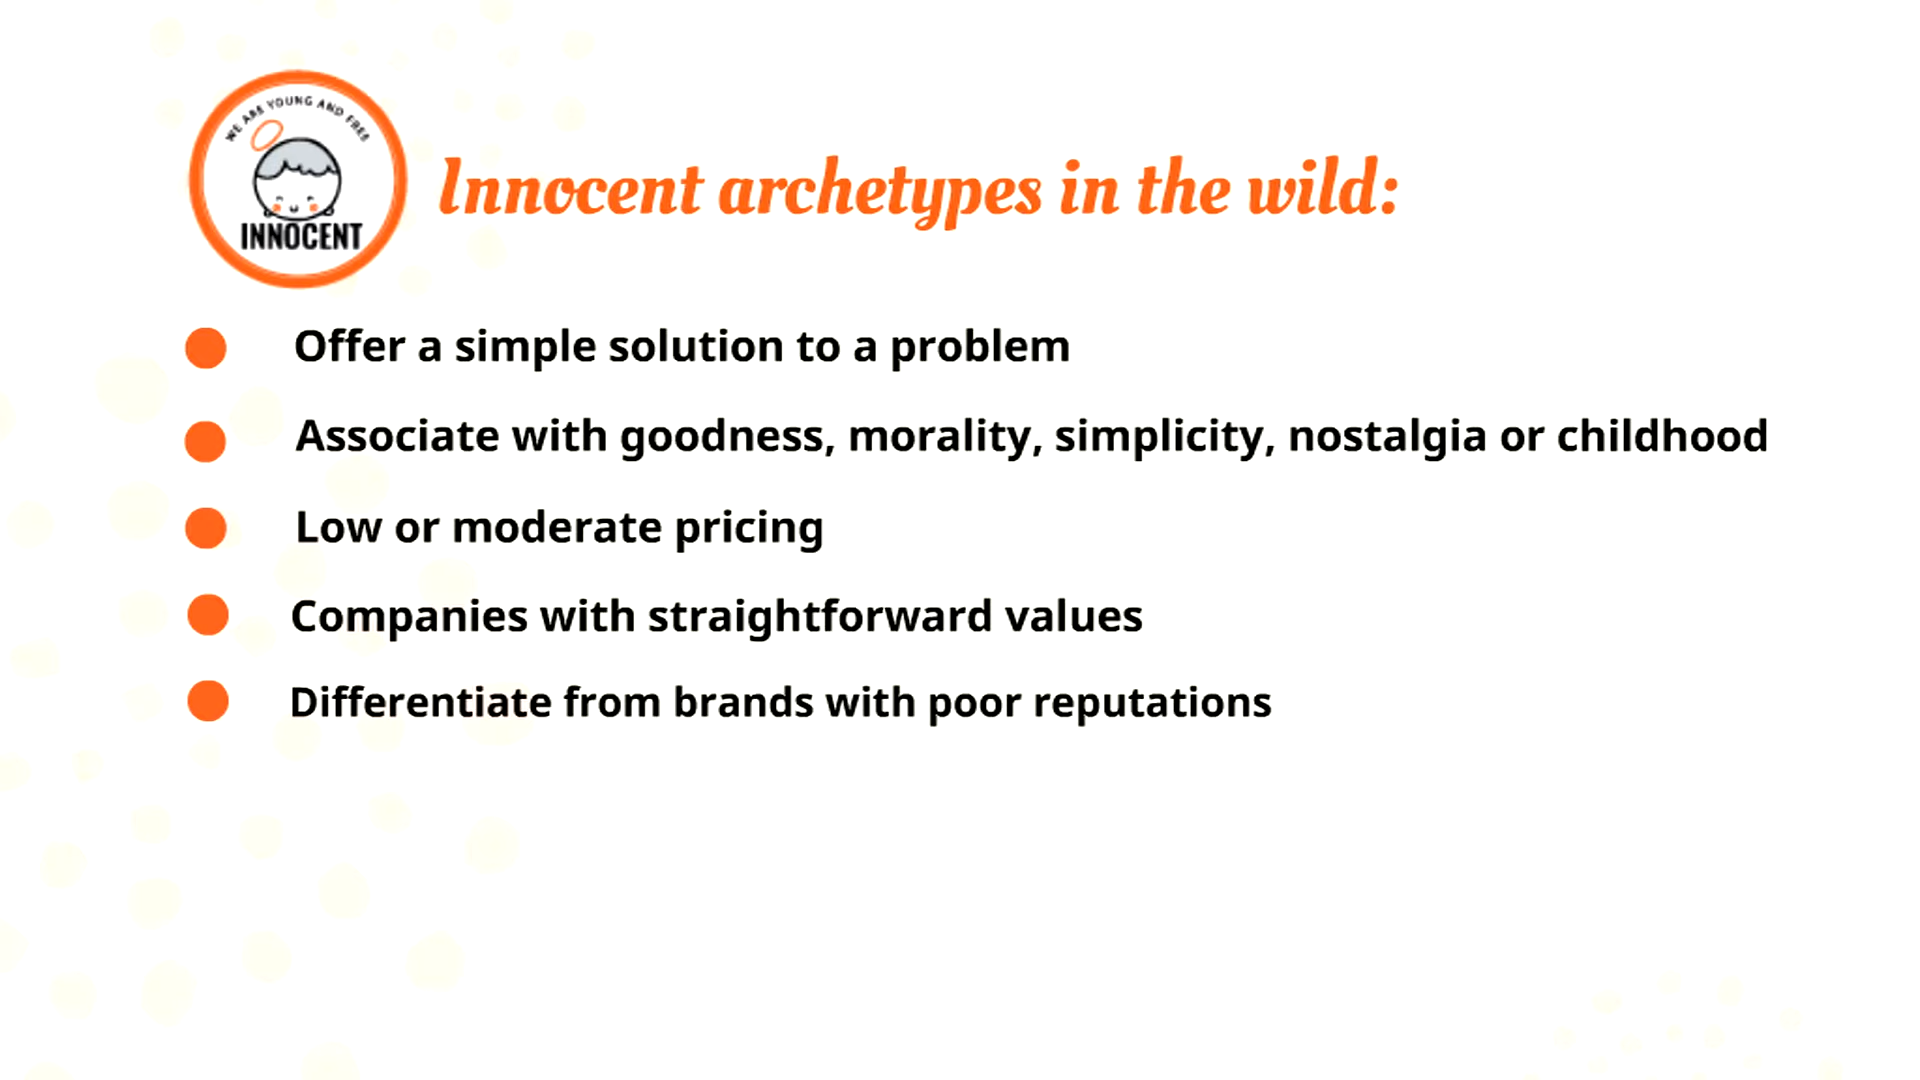 WE ARE YOUNG AND FREE
INNOCENT
Innocent archetypes in the wild:
Offer a simple solution to a problem
Associate with goodness, morality, simplicity, nostalgia or childhood
Low or moderate pricing
Companies with straightforward values
Differentiate from brands with poor reputations